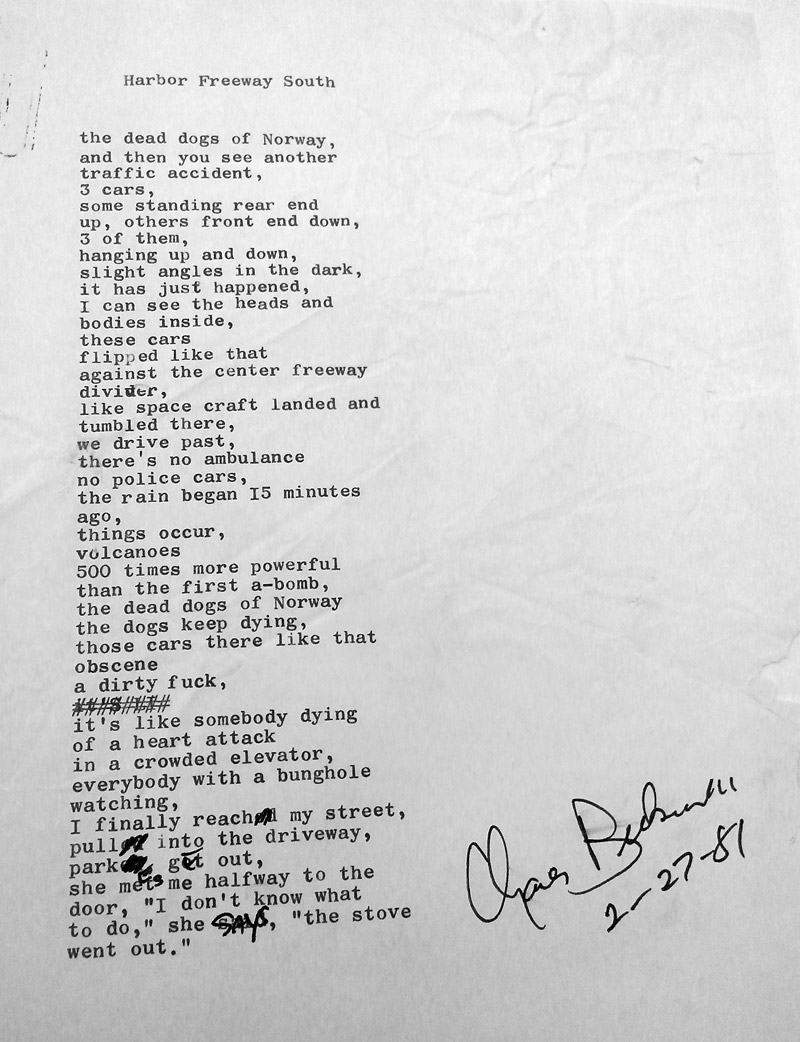 Harbor Freeway South
the dead dogs of Norway,
and then you see another
traffic accident,
3 cars,
some standing rear end
up, others front end down,
3 of them,
hanging up and down,
slight angles in the dark,
it has just happened,
I can see the heads and
bodies inside,
these cars
flipped like that
against the center freeway
divider,
like space craft landed and
tumbled there,
we drive past,
there's no ambulance
no police cars,
the rain began I5 minutes
ago,
things occur,
volcanoes
500 times more powerful
than the first a-bomb,
the dead dogs of Norway
the dogs keep dying,
those cars there like that
obscene
a dirty fuck,
it's like somebody dying
of a heart attack
in a crowded elevator,
everybody with a bunghole
watching,
I finally reach my street,
pull into the driveway,
park, get out,
she meets me halfway to the
door, "I don't know what
to do," she SAYS, "the stove
went out."
Charles Bukowski
2-27-81